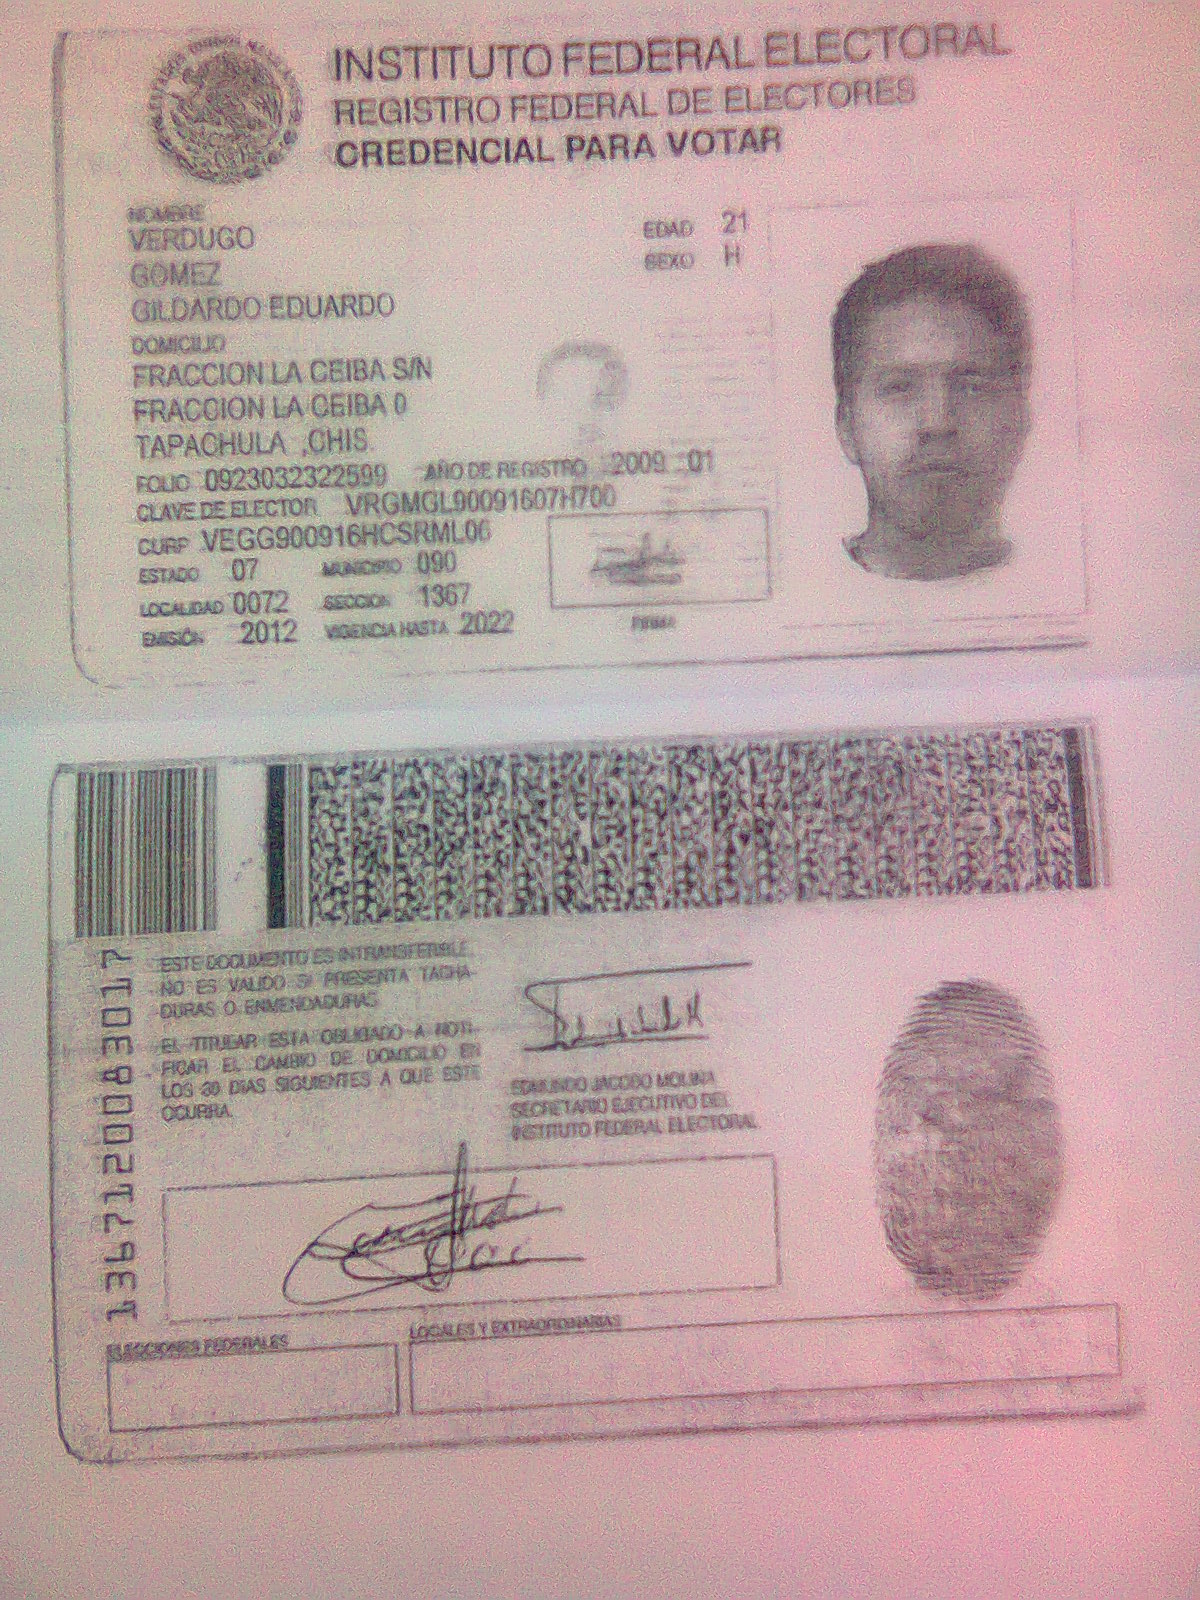 INSTITUTO FEDERAL ELECTORAL
REGISTRO FEDERAL DE ELECTORES
CREDENCIAL PARA VOTAR
NOMBRE
VERDUGO
GOMEZ
GILDARDO EDUARDO
EDAD 21
SEXO H
DOMICILIO
FRACCION LA CEIBA S/N
FRACCION LA CEIBA 0
TAPACHULA ,CHIS.
FOLIO 0923032322599 AÑO DE REGISTRO 2009 01
CLAVE DE ELECTOR VRGMGL90091607H700
CURP VEGG900916HCSRML06
ESTADO 07 MUNICIPIO 090
LOCALIDAD 0072 SECCION 1367
EMISIÓN 2012 VIGENCIA HASTA 2022
FIRMA
ESTE DOCUMENTO ES INTRANSFERIBLE
NO ES VALIDO SI PRESENTA TACHA-
DURAS O ENMENDADURAS
EL TITULAR ESTA OBLIGADO A NOTI-
FICAR EL CAMBIO DE DOMICILIO EN
LOS 30 DIAS SIGUIENTES A QUE ESTE
OCURRA.
EDMUNDO JACOBO MOLINA
SECRETARIO EJECUTIVO DEL
INSTITUTO FEDERAL ELECTORAL
1367120083017
ELECCIONES FEDERALES
LOCALES Y EXTRAORDINARIAS